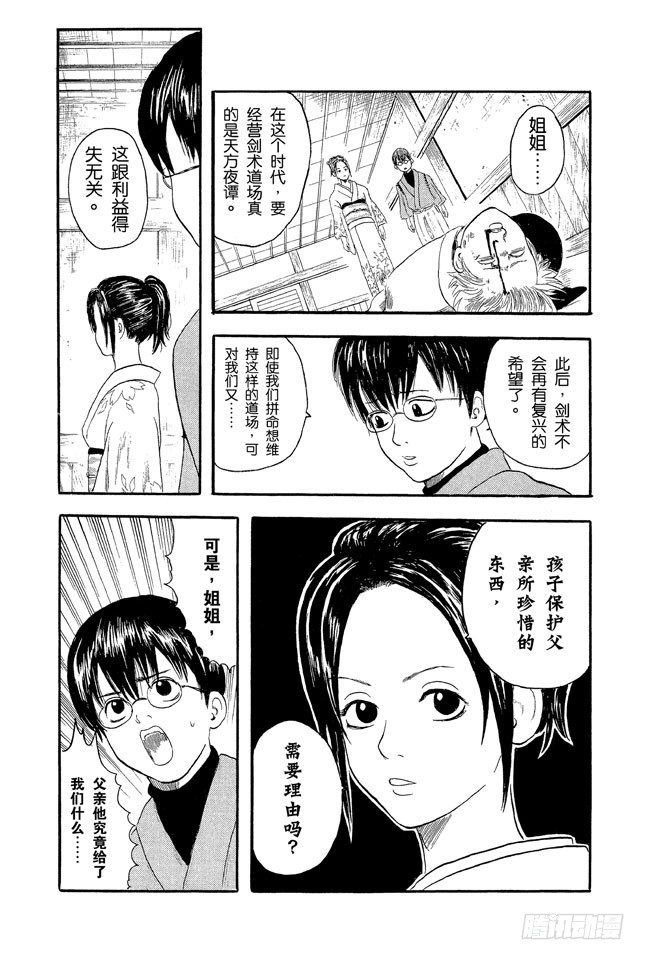 姐姐……
在这个时代，要
经营剑术道场真
的是天方夜谭。
这跟利益得
失无关。
此后，剑术不
会再有复兴的
希望了。
即使我们拼命想维
持这样的道场，可
对我们又……
孩子保护父
亲所珍惜的
东西，
需要理由吗？
可是，姐姐，
父亲他究竟给了
我们什么……
腾讯动漫